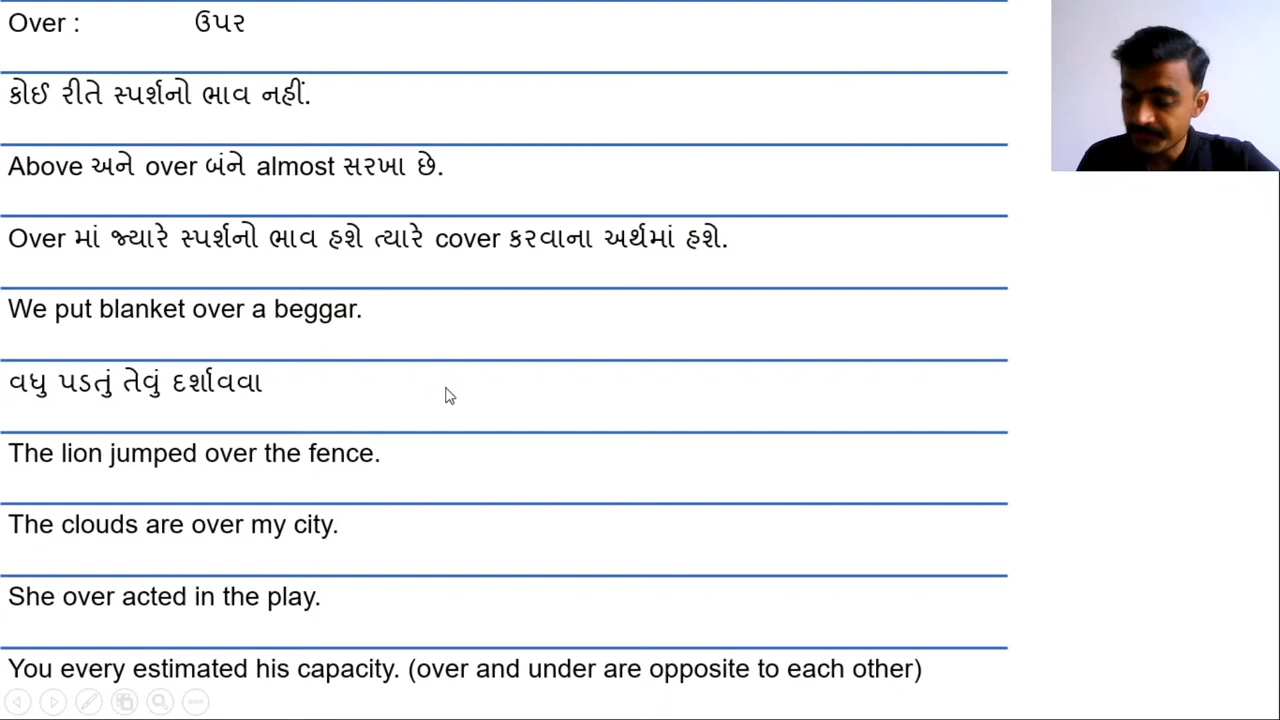 Over : ઉપર
કોઈ રીતે સ્પર્શનો ભાવ નહીં.
Above અને over બંને almost સરખા છે.
Over માં જ્યારે સ્પર્શનો ભાવ હશે ત્યારે cover કરવાના અર્થમાં હશે.
We put blanket over a beggar.
વધુ પડતું તેવું દર્શાવવા
The lion jumped over the fence.
The clouds are over my city.
She over acted in the play.
You every estimated his capacity. (over and under are opposite to each other)